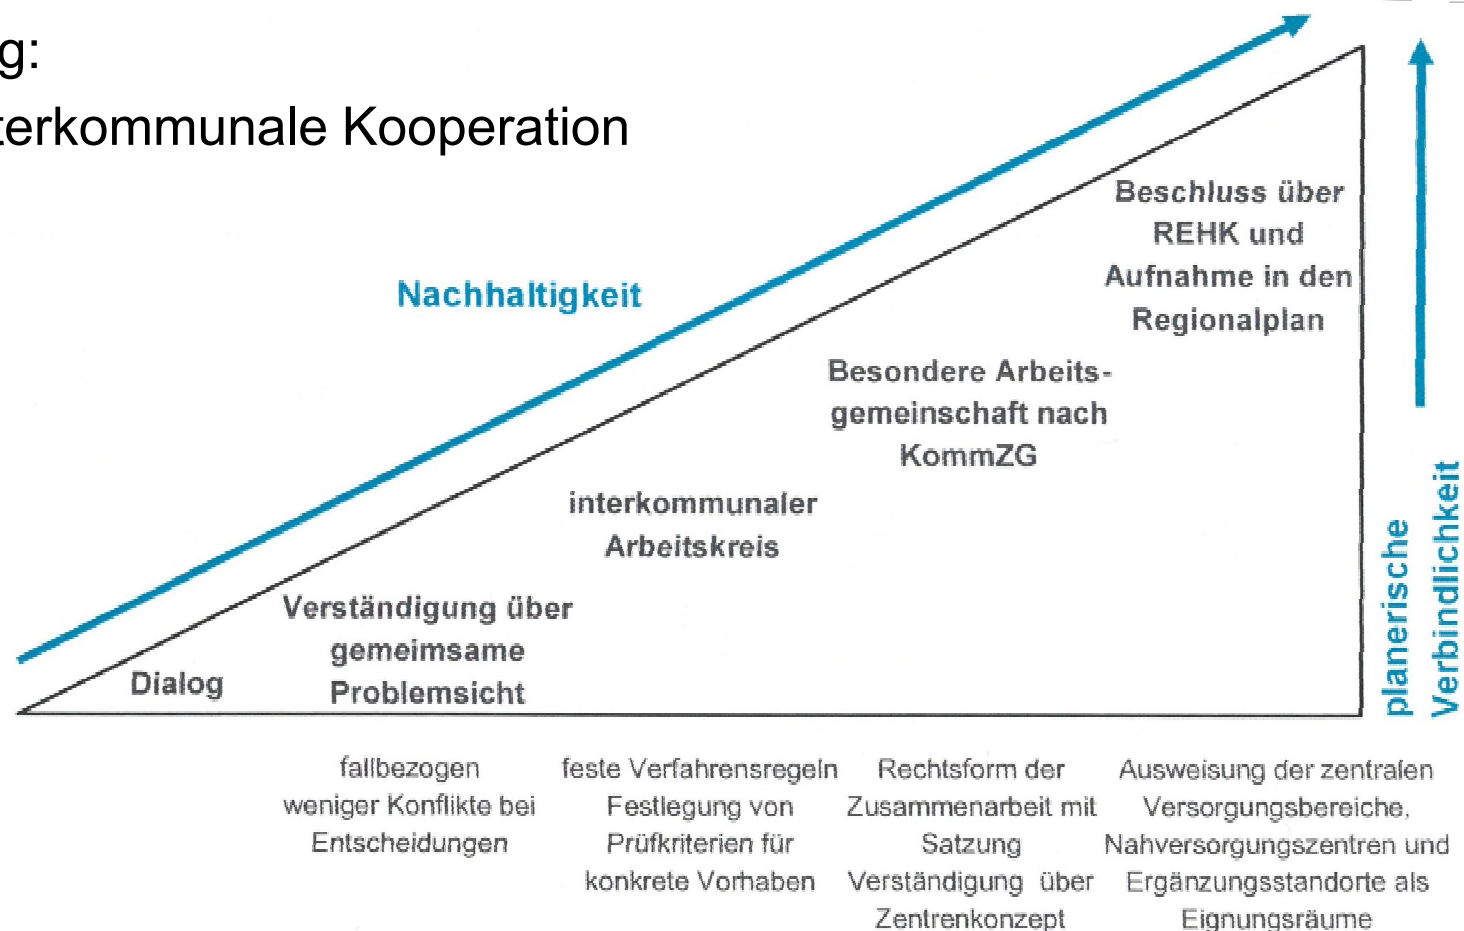 g:
terkommunale Kooperation
Nachhaltigkeit
Beschluss über
REHK und
Aufnahme in den
Regionalplan
Besondere Arbeits-
gemeinschaft nach
KommZG
interkommunaler
Arbeitskreis
Verständigung über
gemeimsame
Problemsicht
Dialog
planerische
Verbindlichkeit
fallbezogen
weniger Konflikte bei
Entscheidungen
feste Verfahrensregeln
Festlegung von
Prüfkriterien für
konkrete Vorhaben
Rechtsform der
Zusammenarbeit mit
Satzung
Verständigung über
Zentrenkonzept
Ausweisung der zentralen
Versorgungsbereiche,
Nahversorgungszentren und
Ergänzungsstandorte als
Eignungsräume